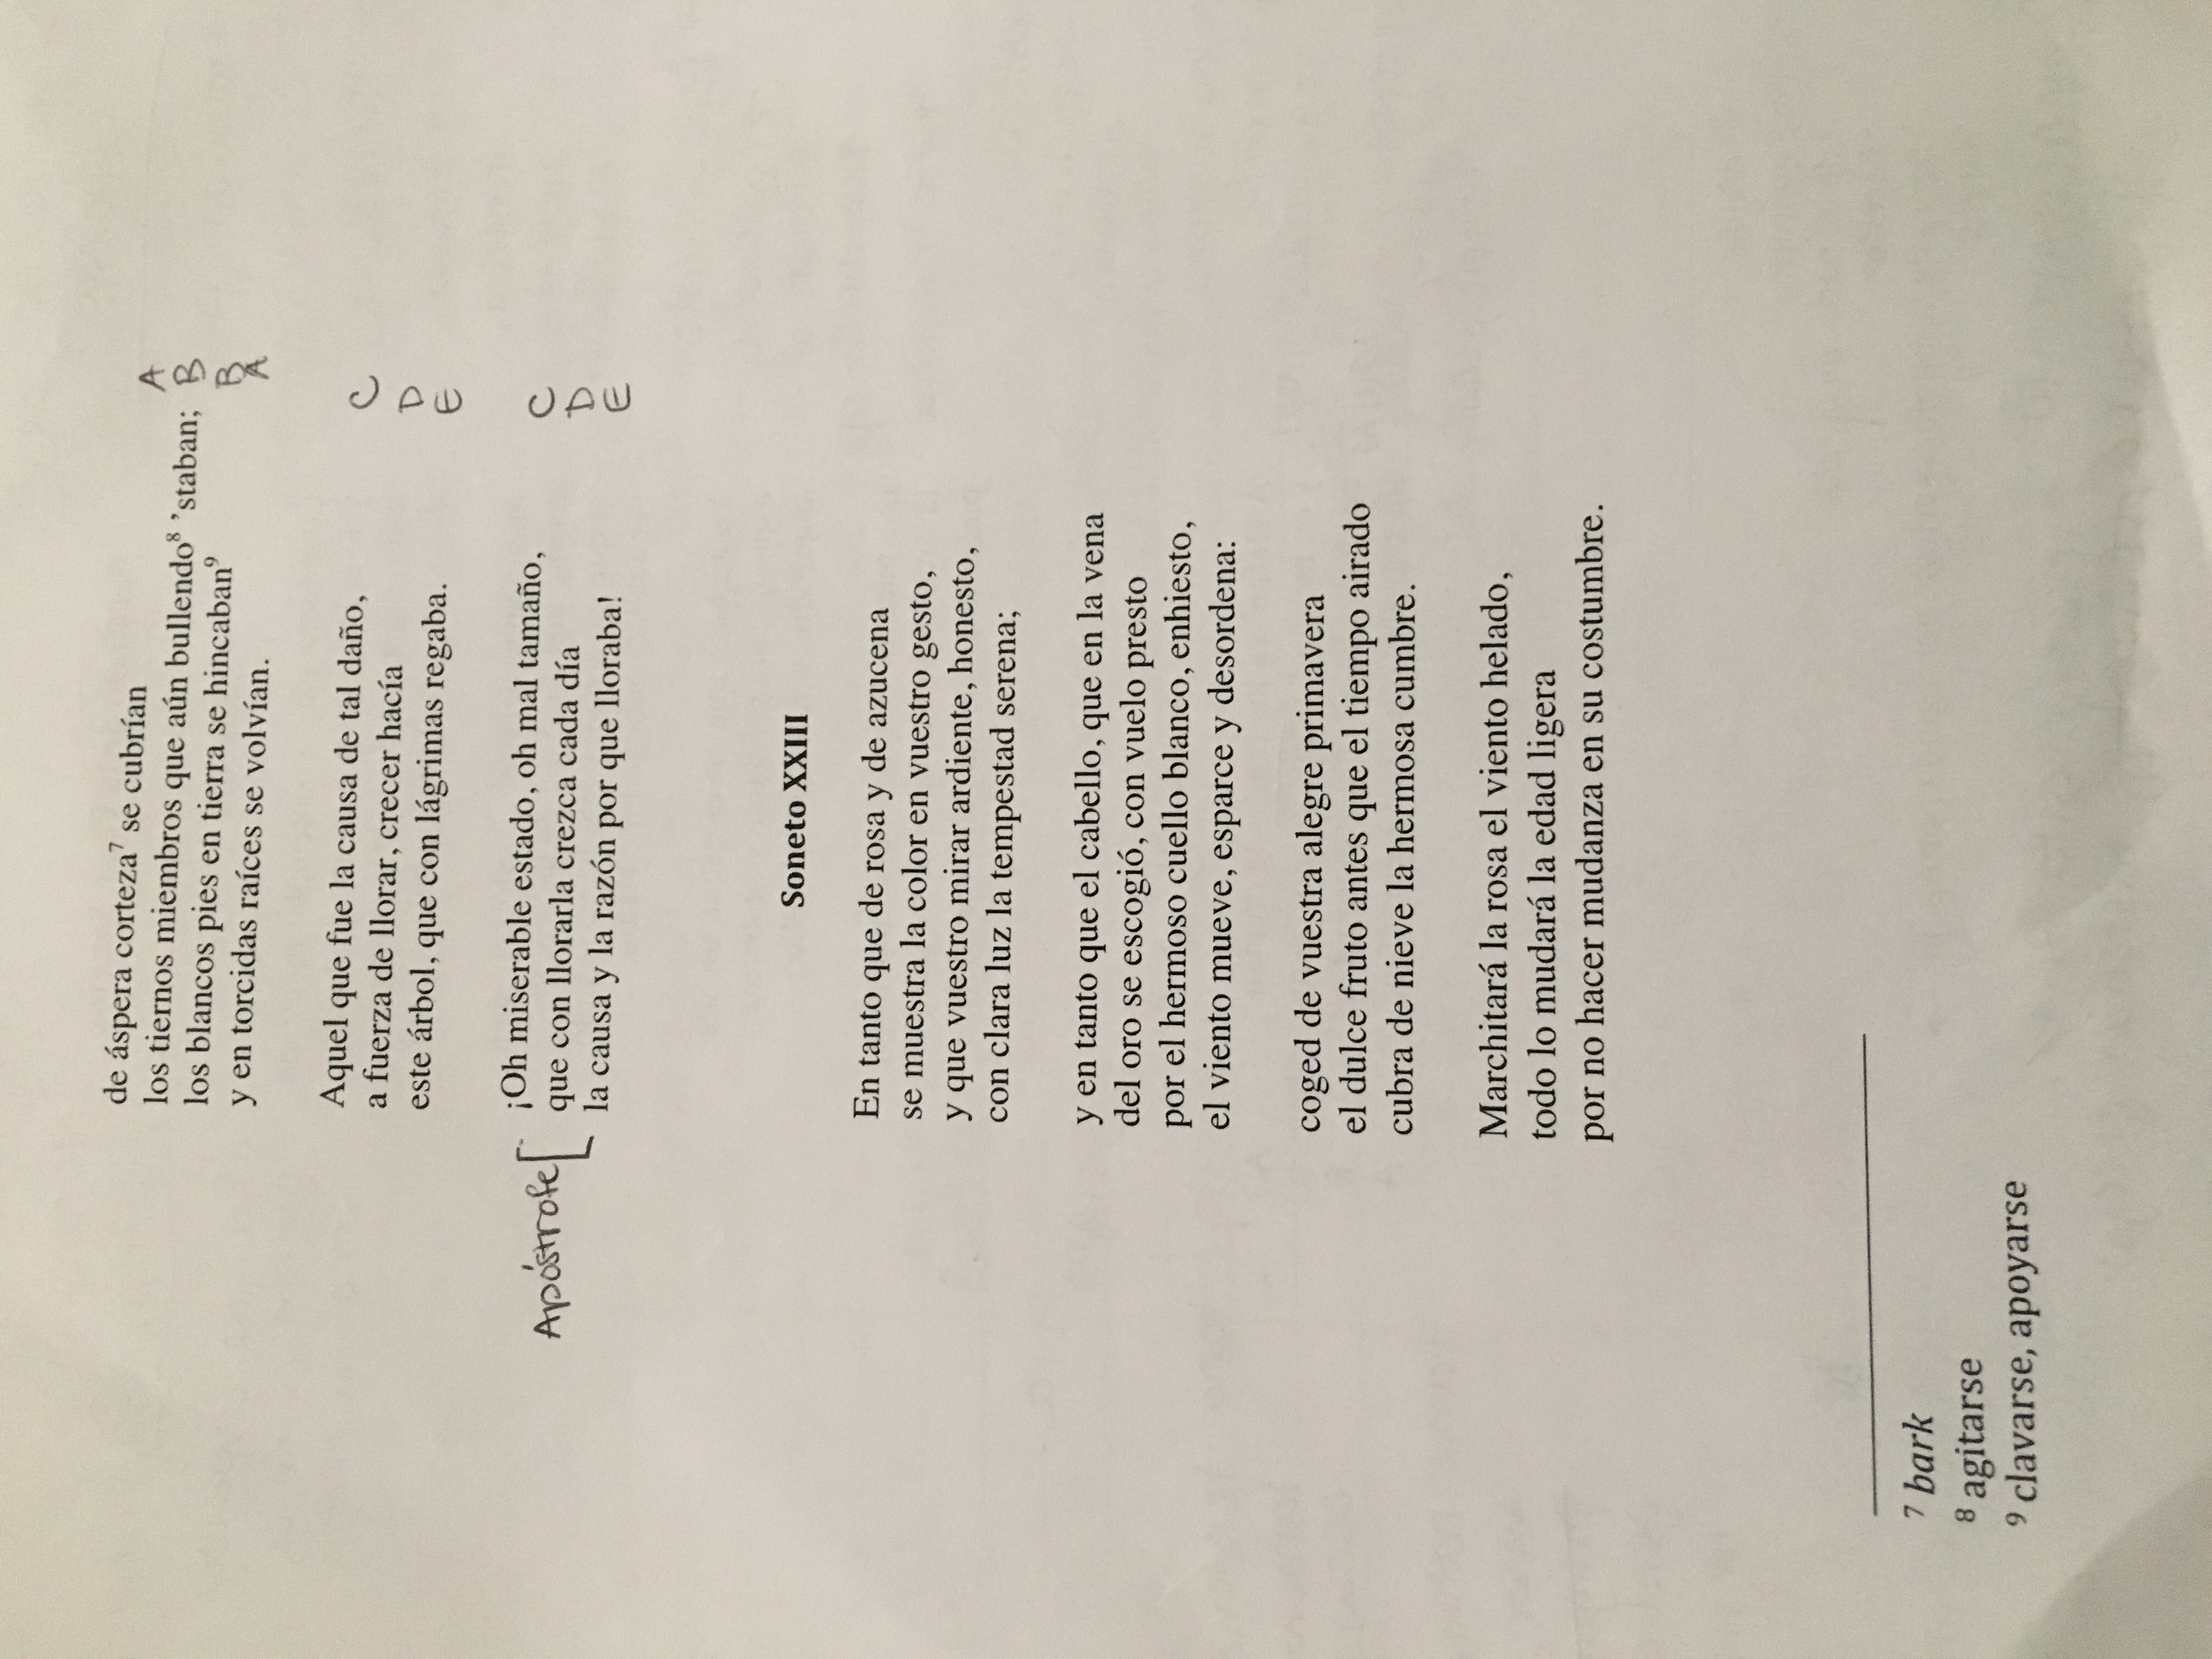 de áspera corteza⁷ se cubrían A
los tiernos miembros que aún bullendo⁸ ’staban; B
los blancos pies en tierra se hincaban⁹ B
y en torcidas raíces se volvían. A
Aquel que fue la causa de tal daño, C
a fuerza de llorar, crecer hacía D
este árbol, que con lágrimas regaba. E
¡Oh miserable estado, oh mal tamaño, C
Apóstrofe [ que con llorarla crezca cada día D
la causa y la razón por que lloraba! E
Soneto XXIII
En tanto que de rosa y de azucena
se muestra la color en vuestro gesto,
y que vuestro mirar ardiente, honesto,
con clara luz la tempestad serena;
y en tanto que el cabello, que en la vena
del oro se escogió, con vuelo presto
por el hermoso cuello blanco, enhiesto,
el viento mueve, esparce y desordena:
coged de vuestra alegre primavera
el dulce fruto antes que el tiempo airado
cubra de nieve la hermosa cumbre.
Marchitará la rosa el viento helado,
todo lo mudará la edad ligera
por no hacer mudanza en su costumbre.
⁷ bark
⁸ agitarse
⁹ clavarse, apoyarse